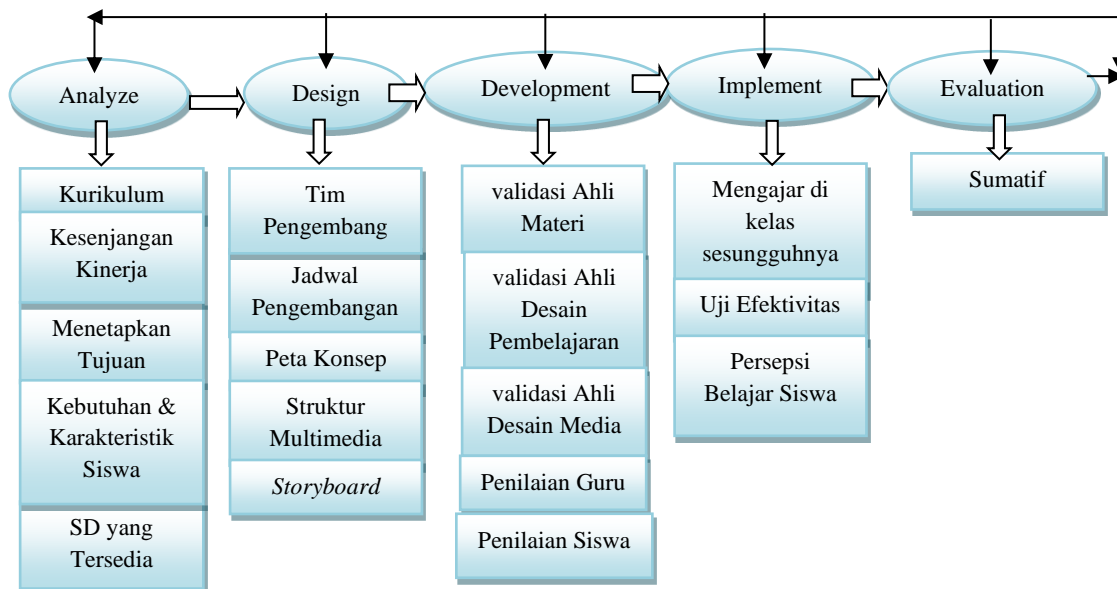 Analyze
Design
Development
Implement
Evaluation
Kurikulum
Kesenjangan
Kinerja
Menetapkan
Tujuan
Kebutuhan &
Karakteristik
Siswa
SD yang
Tersedia
Tim
Pengembang
Jadwal
Pengembangan
Peta Konsep
Struktur
Multimedia
Storyboard
validasi Ahli
Materi
validasi Ahli
Desain
Pembelajaran
validasi Ahli
Desain Media
Penilaian Guru
Penilaian Siswa
Mengajar di
kelas
sesungguhnya
Uji Efektivitas
Persepsi
Belajar Siswa
Sumatif